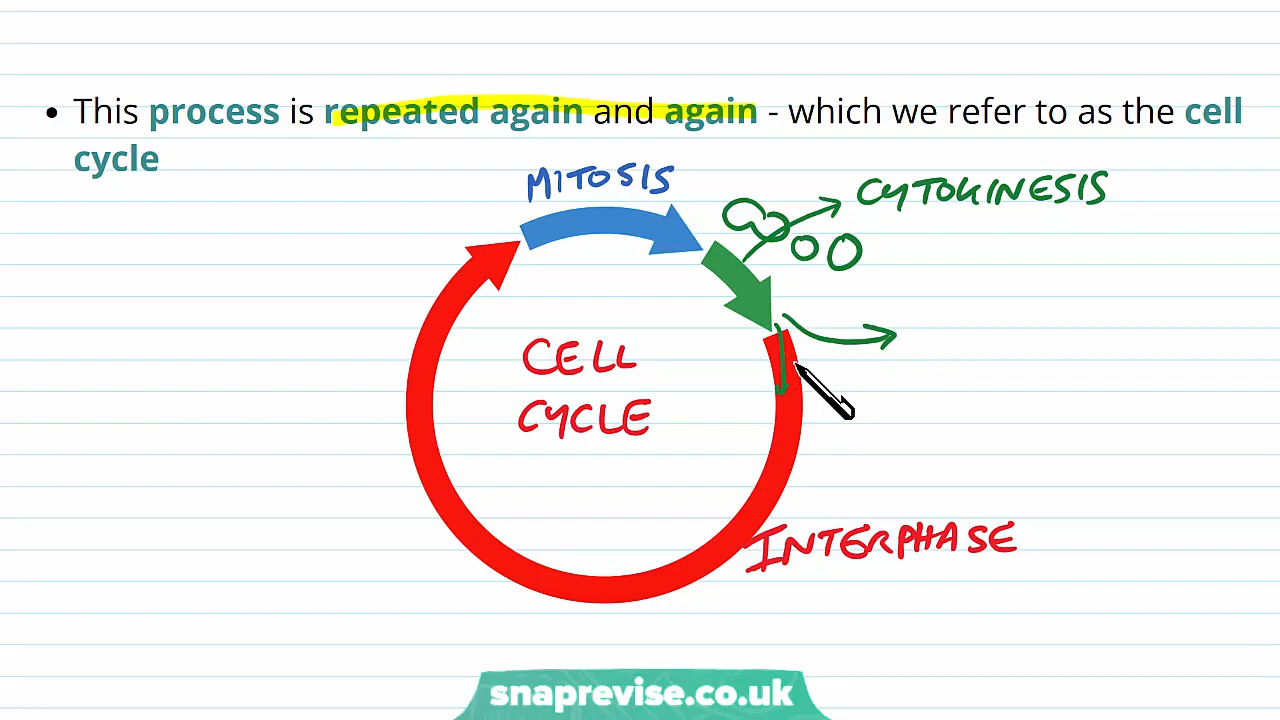 • This process is repeated again and again - which we refer to as the cell
cycle
MITOSIS
CYTOKINESIS
CELL
CYCLE
INTERPHASE
snaprevise.co.uk